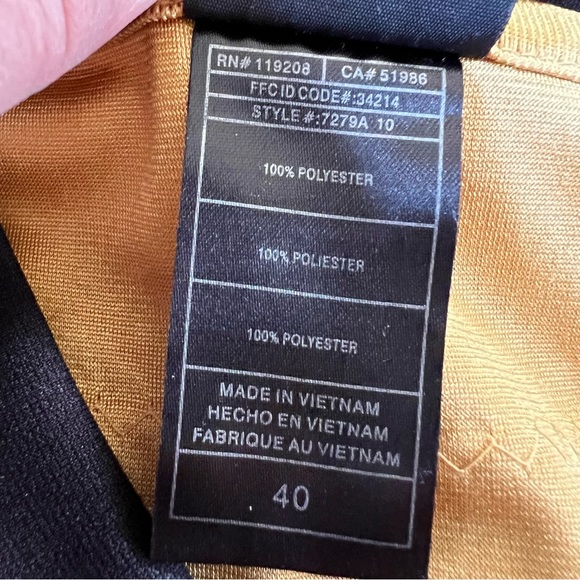 RN# 119208 CA# 51986
FFC ID CODE#:34214
STYLE #:7279A 10
100% POLYESTER
100% POLIESTER
100% POLYESTER
MADE IN VIETNAM
HECHO EN VIETNAM
FABRIQUE AU VIETNAM
40